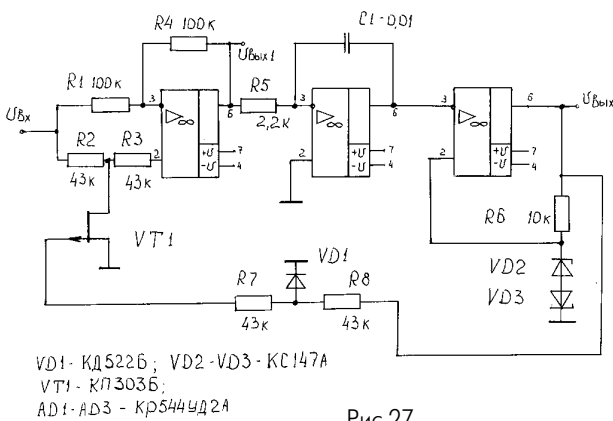 R4 100к
C1-0,01
Uвых1
R1 100к
3
6
R5
2,2к
3
6
3
6
Uвых
Uвх
∞
∞
∞
R2
43к
R3
43к
2
+U
-U
7
4
2
+U
-U
7
4
2
+U
-U
7
4
R6
10к
VT1
VD1
VD2
VD3
R7
43к
R8
43к
VD1 - КД522Б; VD2-VD3-КС147А
VT1 - КП303Б;
AD1-AD3 - Кр544УД2А
Рис.27